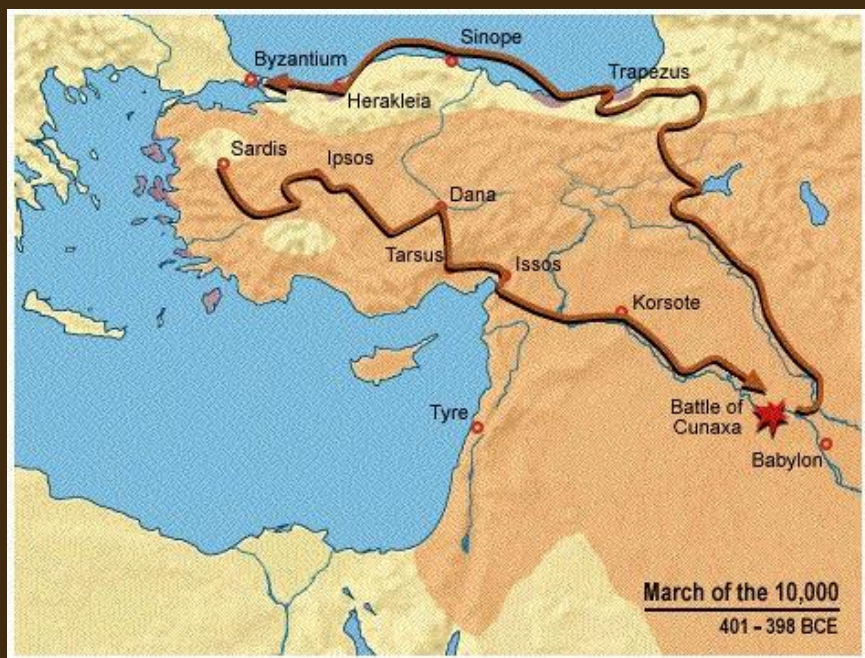 Sinope
Byzantium
Trapezus
Herakleia
Sardis
Ipsos
Dana
Tarsus
Issos
Korsote
Tyre
Battle of
Cunaxa
Babylon
March of the 10,000
401 – 398 BCE